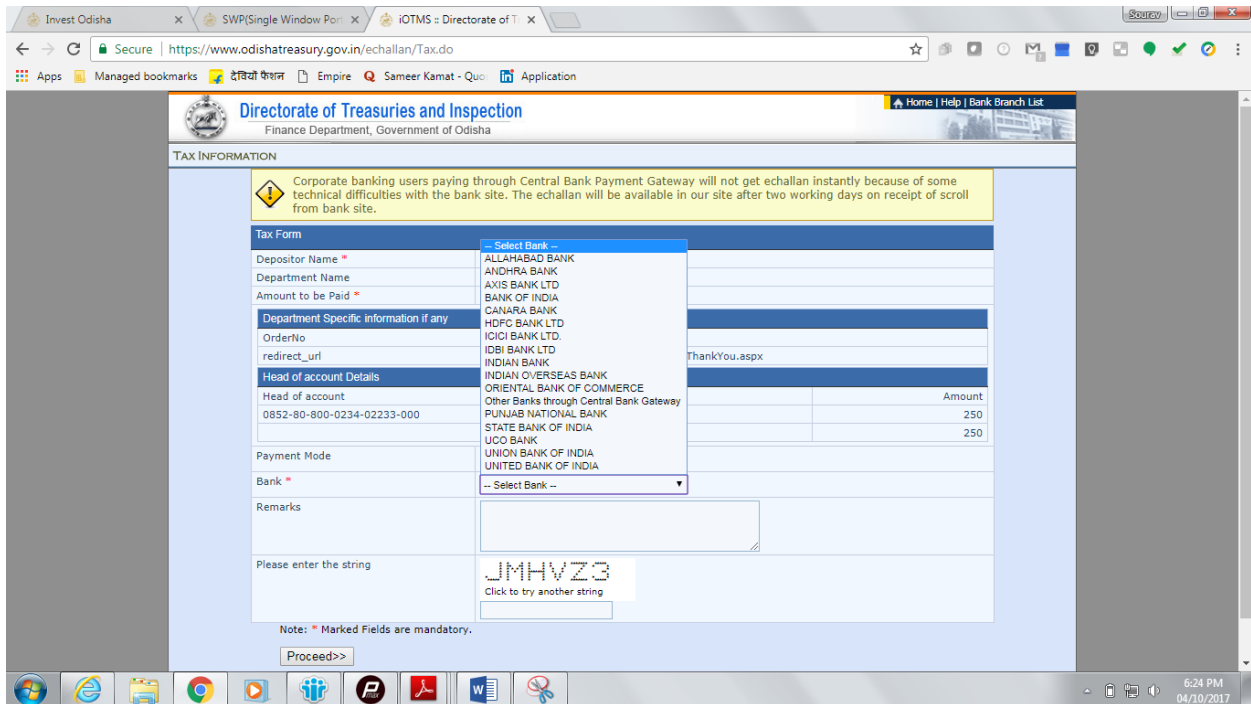 Invest Odisha
SWP(Single Window Port
iOTMS :: Directorate of T
Sourav
Secure | https://www.odishatreasury.gov.in/echallan/Tax.do
Apps Managed bookmarks देवियों फैशन Empire Sameer Kamat - Quo Application
Directorate of Treasuries and Inspection
Finance Department, Government of Odisha
Home | Help | Bank Branch List
TAX INFORMATION
Corporate banking users paying through Central Bank Payment Gateway will not get echallan instantly because of some
technical difficulties with the bank site. The echallan will be available in our site after two working days on receipt of scroll
from bank site.
Tax Form
Depositor Name *
Department Name
Amount to be Paid *
Department Specific information if any
OrderNo
redirect_url ThankYou.aspx
Head of account Details
Head of account Amount
0852-80-800-0234-02233-000 250
250
Payment Mode
-- Select Bank --
ALLAHABAD BANK
ANDHRA BANK
AXIS BANK LTD
BANK OF INDIA
CANARA BANK
HDFC BANK LTD
ICICI BANK LTD.
IDBI BANK LTD
INDIAN BANK
INDIAN OVERSEAS BANK
ORIENTAL BANK OF COMMERCE
Other Banks through Central Bank Gateway
PUNJAB NATIONAL BANK
STATE BANK OF INDIA
UCO BANK
UNION BANK OF INDIA
UNITED BANK OF INDIA
Bank * -- Select Bank --
Remarks
Please enter the string JMHVZ3
Click to try another string
Note: * Marked Fields are mandatory.
Proceed>>
6:24 PM
04/10/2017